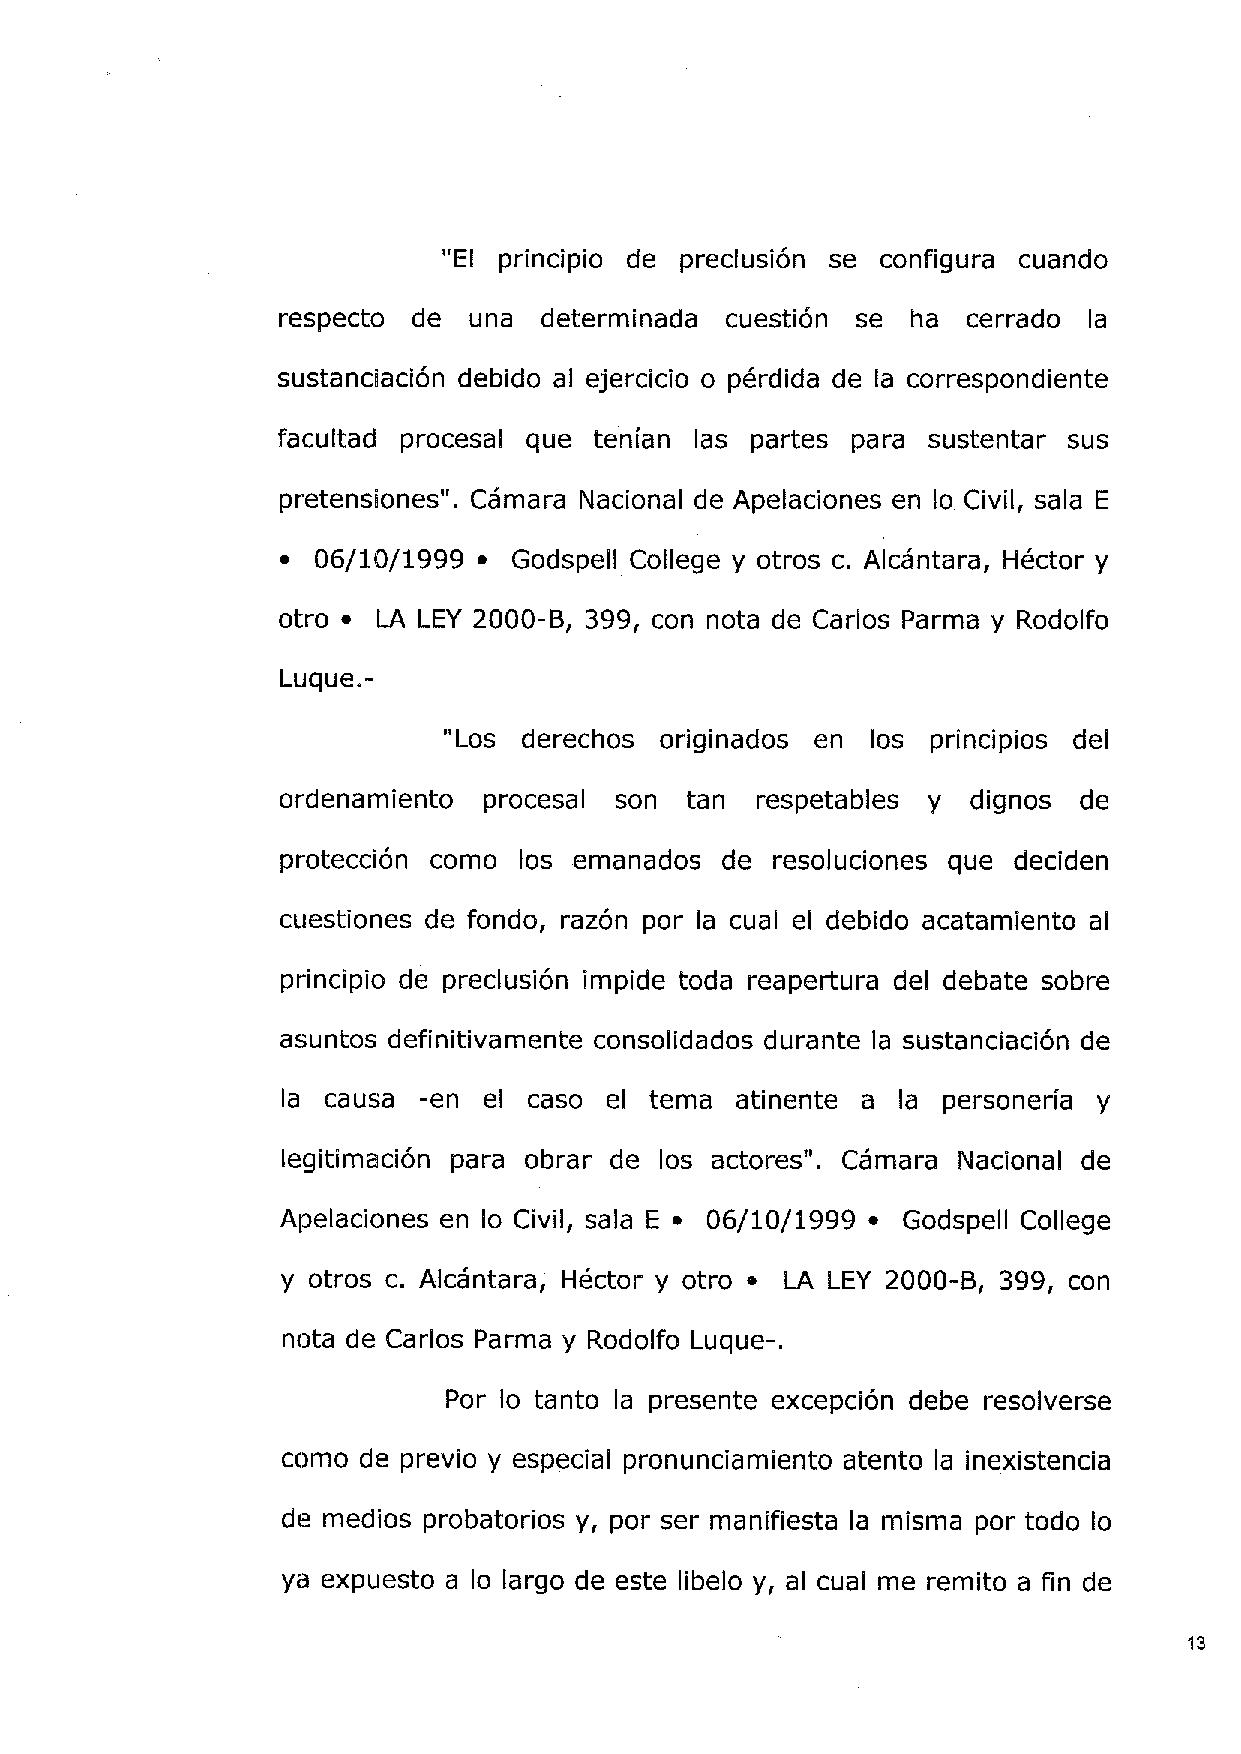 "El principio de preclusión se configura cuando
respecto de una determinada cuestión se ha cerrado la
sustanciación debido al ejercicio o pérdida de la correspondiente
facultad procesal que tenían las partes para sustentar sus
pretensiones". Cámara Nacional de Apelaciones en lo Civil, sala E
• 06/10/1999 • Godspell College y otros c. Alcántara, Héctor y
otro • LA LEY 2000-B, 399, con nota de Carlos Parma y Rodolfo
Luque.-
"Los derechos originados en los principios del
ordenamiento procesal son tan respetables y dignos de
protección como los emanados de resoluciones que deciden
cuestiones de fondo, razón por la cual el debido acatamiento al
principio de preclusión impide toda reapertura del debate sobre
asuntos definitivamente consolidados durante la sustanciación de
la causa -en el caso el tema atinente a la personería y
legitimación para obrar de los actores". Cámara Nacional de
Apelaciones en lo Civil, sala E • 06/10/1999 • Godspell College
y otros c. Alcántara, Héctor y otro • LA LEY 2000-B, 399, con
nota de Carlos Parma y Rodolfo Luque-.
Por lo tanto la presente excepción debe resolverse
como de previo y especial pronunciamiento atento la inexistencia
de medios probatorios y, por ser manifiesta la misma por todo lo
ya expuesto a lo largo de este libelo y, al cual me remito a fin de
13